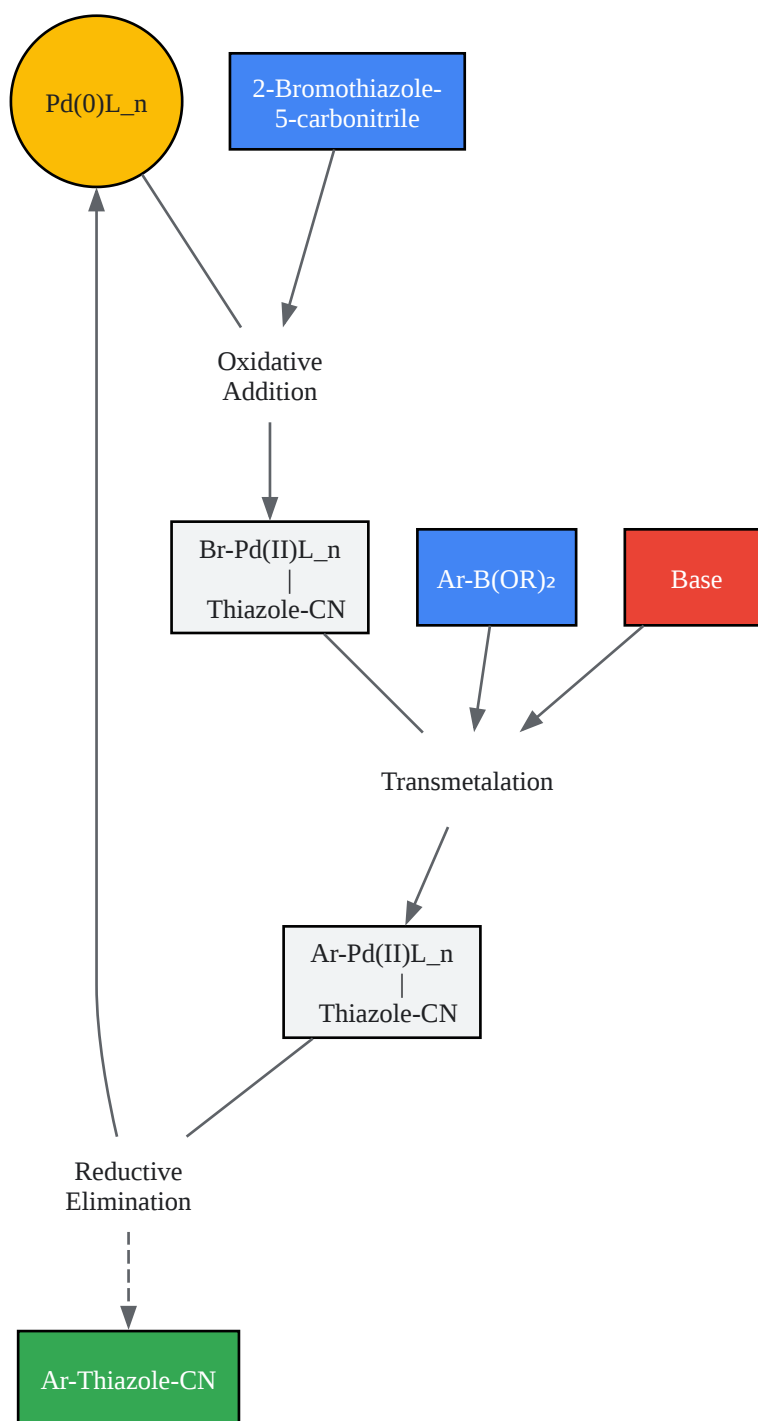 Pd(0)L_n
2-Bromothiazole-
5-carbonitrile
Oxidative
Addition
Br-Pd(II)L_n
|
Thiazole-CN
Ar-B(OR)₂
Base
Transmetalation
Ar-Pd(II)L_n
|
Thiazole-CN
Reductive
Elimination
Ar-Thiazole-CN